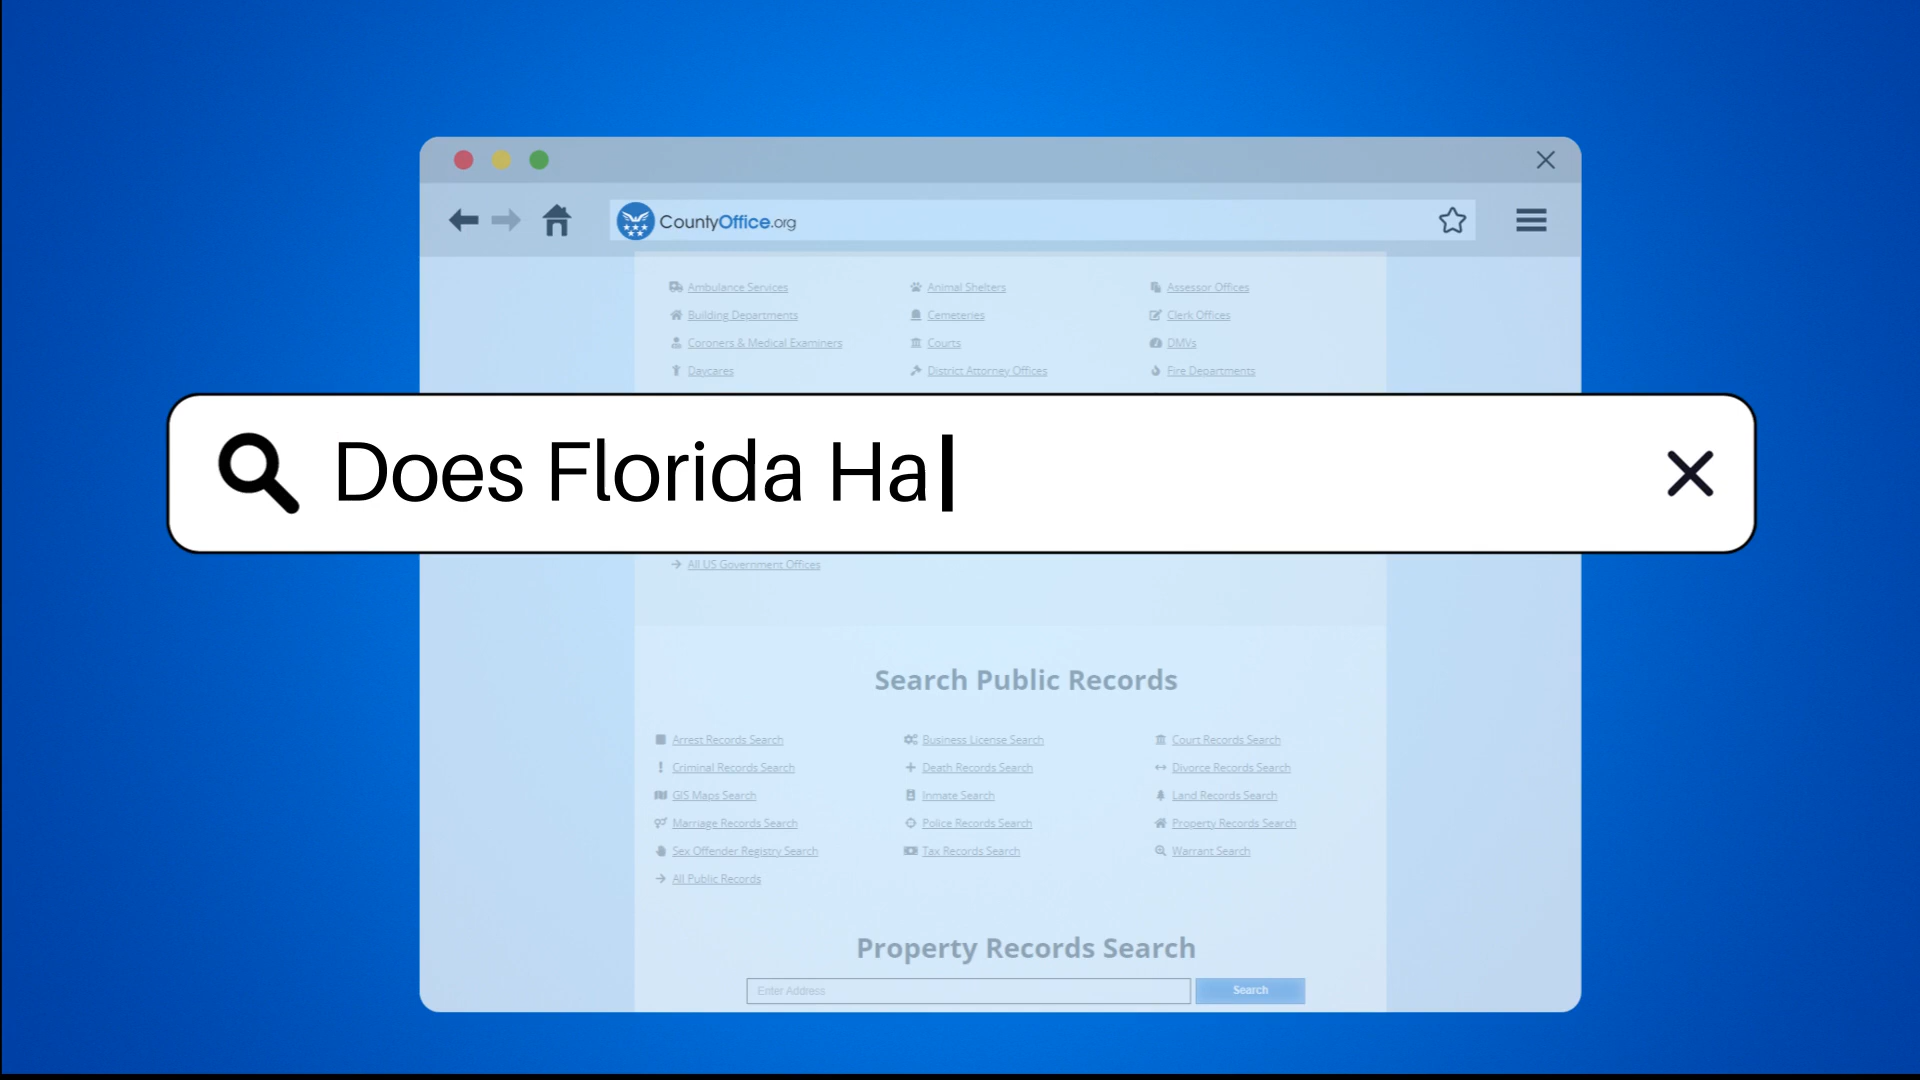 CountyOffice.org
Ambulance Services Animal Shelters Assessor Offices
Building Departments Cemeteries Clerk Offices
Coroners & Medical Examiners Courts DMVs
Daycares District Attorney Offices Fire Departments
Does Florida Ha
All US Government Offices
Search Public Records
Arrest Records Search Business License Search Court Records Search
Criminal Records Search Death Records Search Divorce Records Search
GIS Maps Search Inmate Search Land Records Search
Marriage Records Search Police Records Search Property Records Search
Sex Offender Registry Search Tax Records Search Warrant Search
All Public Records
Property Records Search
Enter Address Search